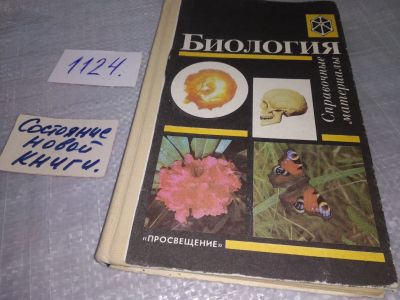 1124.
Состояние
новой
книги.
Биология
Справочные
материалы
«ПРОСВЕЩЕНИЕ»